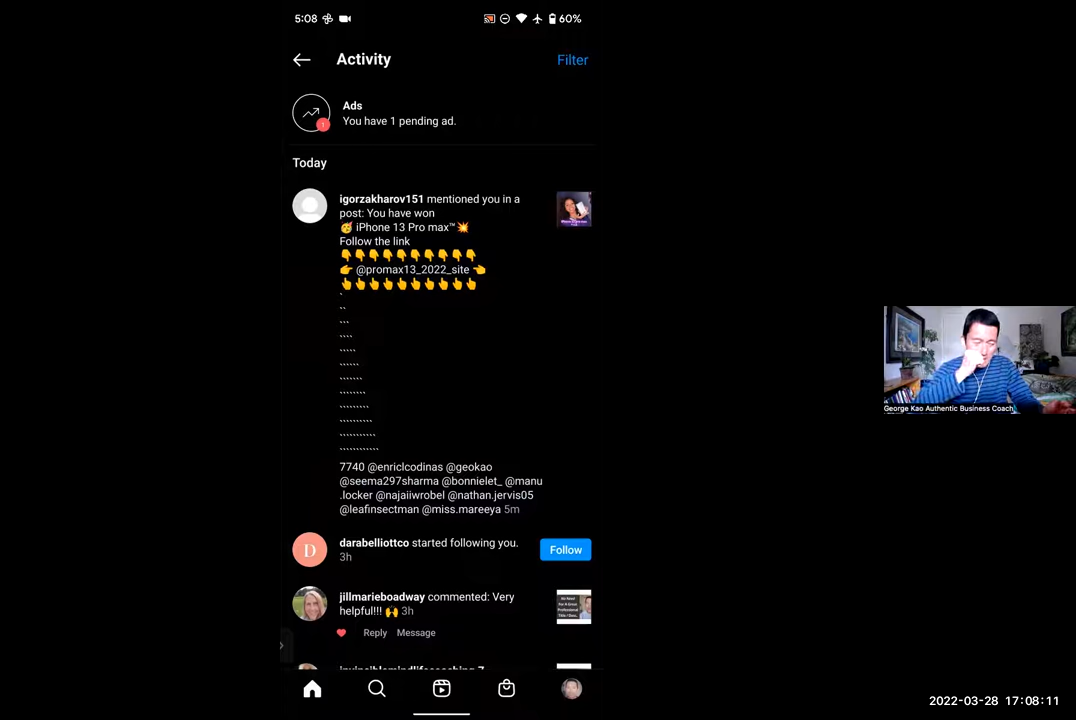 5:08
60%
Activity
Filter
Ads
You have 1 pending ad.
Today
igorzakharov151 mentioned you in a
post: You have won
🥳 iPhone 13 Pro max™💥
Follow the link
👇👇👇👇👇👇👇👇👇👇
👉 @promax13_2022_site 👈
👆👆👆👆👆👆👆👆👆👆
`
``
```
````
`````
``````
```````
````````
`````````
``````````
```````````
````````````
7740 @enriclcodinas @geokao
@seema297sharma @bonnielet_ @manu
.locker @najaiiwrobel @nathan.jervis05
@leafinsectman @miss.mareeya 5m
D
darabelliottco started following you.
3h
Follow
jillmarieboadway commented: Very
helpful!!! 🙌 3h
Reply Message
George Kao Authentic Business Coach
2022-03-28 17:08:11